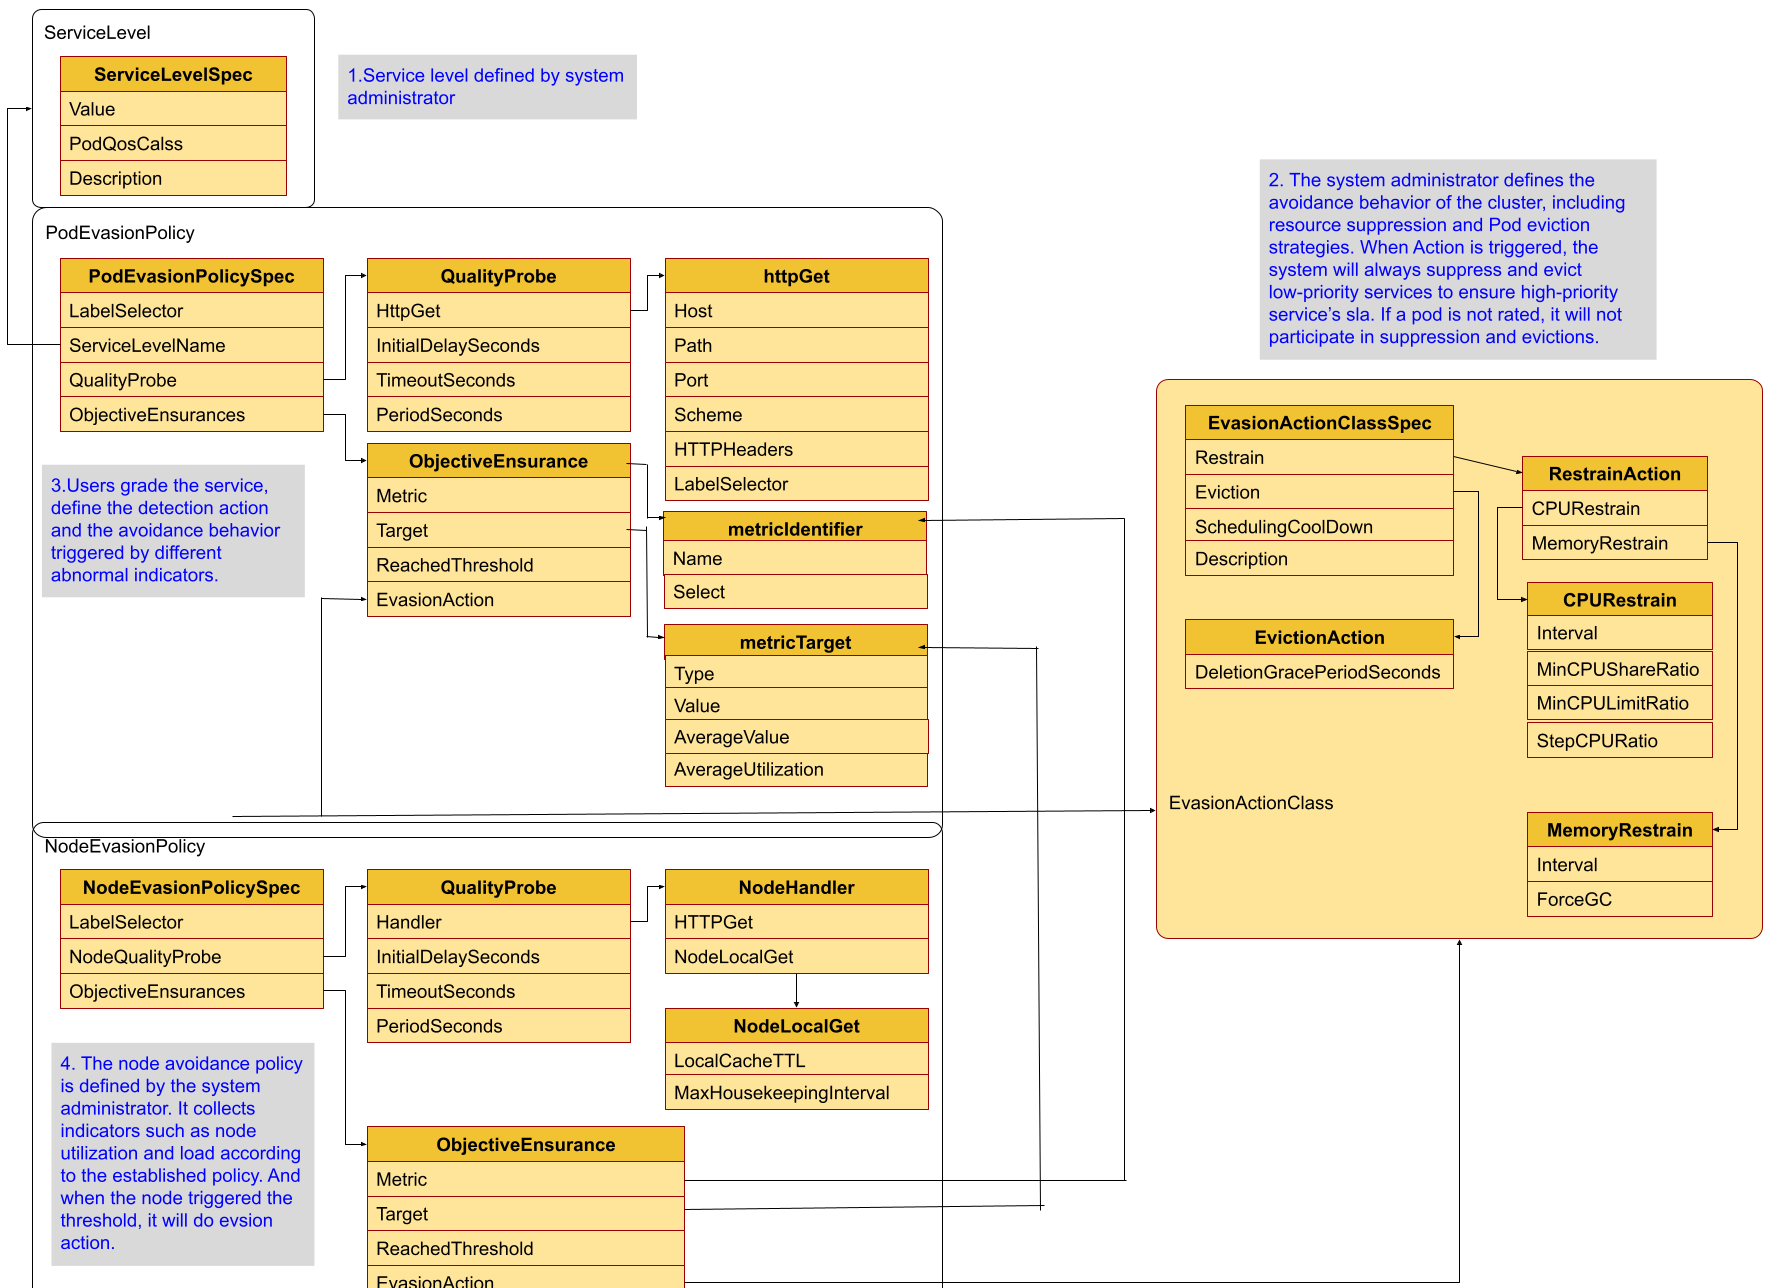 ServiceLevel
ServiceLevelSpec
Value
PodQosCalss
Description
1.Service level defined by system
administrator
2. The system administrator defines the
avoidance behavior of the cluster, including
resource suppression and Pod eviction
strategies. When Action is triggered, the
system will always suppress and evict
low-priority services to ensure high-priority
service's sla. If a pod is not rated, it will not
participate in suppression and evictions.
PodEvasionPolicy
PodEvasionPolicySpec
LabelSelector
ServiceLevelName
QualityProbe
ObjectiveEnsurances
QualityProbe
HttpGet
InitialDelaySeconds
TimeoutSeconds
PeriodSeconds
httpGet
Host
Path
Port
Scheme
HTTPHeaders
LabelSelector
3.Users grade the service,
define the detection action
and the avoidance behavior
triggered by different
abnormal indicators.
ObjectiveEnsurance
Metric
Target
ReachedThreshold
EvasionAction
metricIdentifier
Name
Select
metricTarget
Type
Value
AverageValue
AverageUtilization
EvasionActionClassSpec
Restrain
Eviction
SchedulingCoolDown
Description
RestrainAction
CPURestrain
MemoryRestrain
EvictionAction
DeletionGracePeriodSeconds
CPURestrain
Interval
MinCPUShareRatio
MinCPULimitRatio
StepCPURatio
EvasionActionClass
MemoryRestrain
Interval
ForceGC
NodeEvasionPolicy
NodeEvasionPolicySpec
LabelSelector
NodeQualityProbe
ObjectiveEnsurances
QualityProbe
Handler
InitialDelaySeconds
TimeoutSeconds
PeriodSeconds
NodeHandler
HTTPGet
NodeLocalGet
NodeLocalGet
LocalCacheTTL
MaxHousekeepingInterval
4. The node avoidance policy
is defined by the system
administrator. It collects
indicators such as node
utilization and load according
to the established policy. And
when the node triggered the
threshold, it will do evsion
action.
ObjectiveEnsurance
Metric
Target
ReachedThreshold
EvasionAction